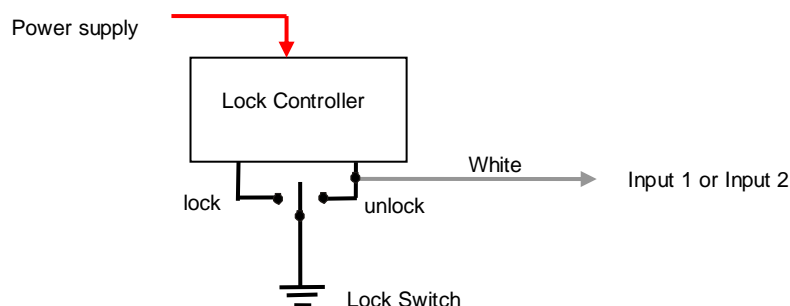 Power supply
Lock Controller
White
Input 1 or Input 2
lock
unlock
Lock Switch